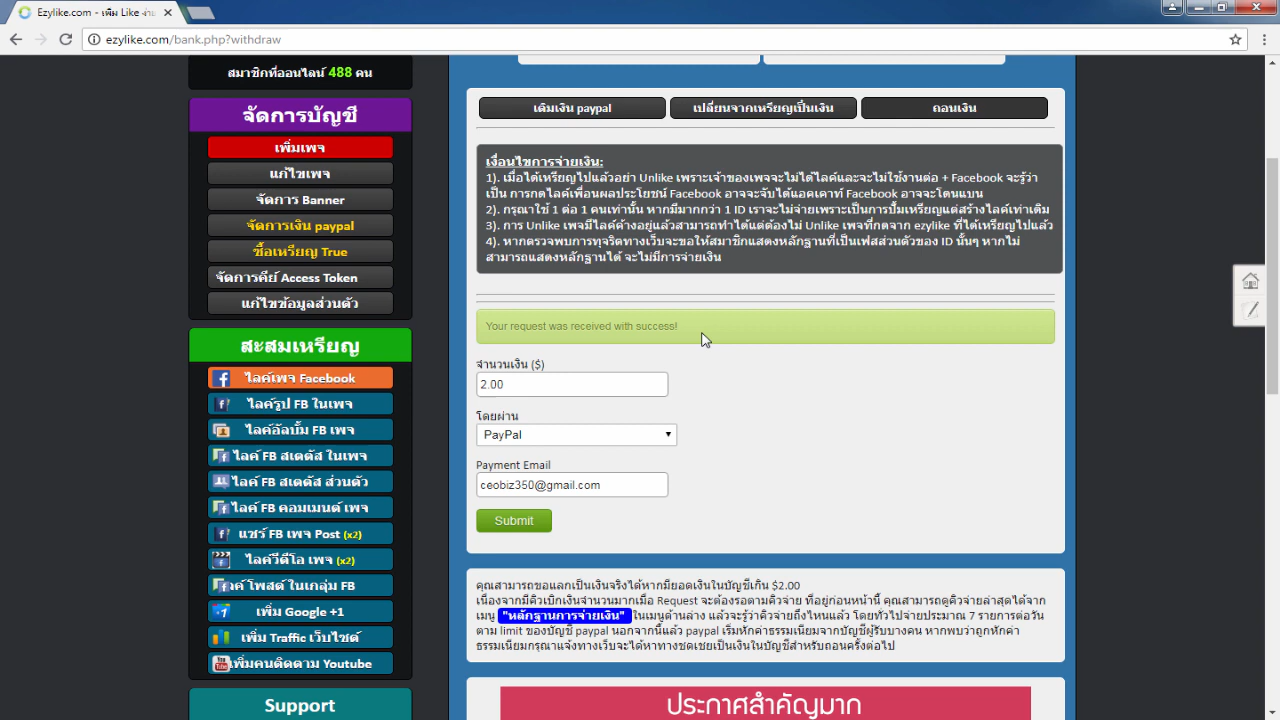 Ezylike.com - เพิ่ม Like ง่าย
ezylike.com/bank.php?withdraw
สมาชิกที่ออนไลน์ 488 คน
จัดการบัญชี
เพิ่มเพจ
แก้ไขเพจ
จัดการ Banner
จัดการเงิน paypal
ซื้อเหรียญ True
จัดการคีย์ Access Token
แก้ไขข้อมูลส่วนตัว
สะสมเหรียญ
ไลค์เพจ Facebook
ไลค์รูป FB ในเพจ
ไลค์อัลบั้ม FB เพจ
ไลค์ FB สเตตัส ในเพจ
ไลค์ FB สเตตัส ส่วนตัว
ไลค์ FB คอมเมนต์ เพจ
แชร์ FB เพจ Post (x2)
ไลค์วีดีโอ เพจ (x2)
ค์ โพสต์ ในกลุ่ม FB
เพิ่ม Google +1
เพิ่ม Traffic เว็บไซต์
เพิ่มคนติดตาม Youtube
Support
เติมเงิน paypal
เปลี่ยนจากเหรียญเป็นเงิน
ถอนเงิน
เงื่อนไขการจ่ายเงิน:
1). เมื่อได้เหรียญไปแล้วอย่า Unlike เพราะเจ้าของเพจจะไม่ได้ไลค์และจะไม่ใช้งานต่อ + Facebook จะรู้ว่า
เป็น การกดไลค์เพื่อนผลประโยชน์ Facebook อาจจะจับได้แอคเคาท์ Facebook อาจจะโดนแบน
2). กรุณาใช้ 1 ต่อ 1 คนเท่านั้น หากมีมากกว่า 1 ID เราจะไม่จ่ายเพราะเป็นการปั้มเหรียญแต่สร้างไลค์เท่าเดิม
3). การ Unlike เพจมีไลค์ค้างอยู่แล้วสามารถทำได้แต่ต้องไม่ Unlike เพจที่กดจาก ezylike ที่ได้เหรียญไปแล้ว
4). หากตรวจพบการทุจริตทางเว็บจะขอให้สมาชิกแสดงหลักฐานที่เป็นเฟสส่วนตัวของ ID นั้นๆ หากไม่
สามารถแสดงหลักฐานได้ จะไม่มีการจ่ายเงิน
Your request was received with success!
จำนวนเงิน ($)
2.00
โดยผ่าน
PayPal
Payment Email
ceobiz350@gmail.com
Submit
คุณสามารถขอแลกเป็นเงินจริงได้หากมียอดเงินในบัญชีเกิน $2.00
เนื่องจากมีคิวเบิกเงินจำนวนมากเมื่อ Request จะต้องรอตามคิวจ่าย ที่อยู่ก่อนหน้านี้ คุณสามารถดูคิวจ่ายล่าสุดได้จาก
เมนู "หลักฐานการจ่ายเงิน" ในเมนูด้านล่าง แล้วจะรู้ว่าคิวจ่ายถึงไหนแล้ว โดยทั่วไปจ่ายประมาณ 7 รายการต่อวัน
ตาม limit ของบัญชี paypal นอกจากนี้แล้ว paypal เริ่มหักค่าธรรมเนียมจากบัญชีผู้รับบางคน หากพบว่าถูกหักค่า
ธรรมเนียมกรุณาแจ้งทางเว็บจะได้หาทางชดเชยเป็นเงินในบัญชีสำหรับถอนครั้งต่อไป
ประกาศสำคัญมาก